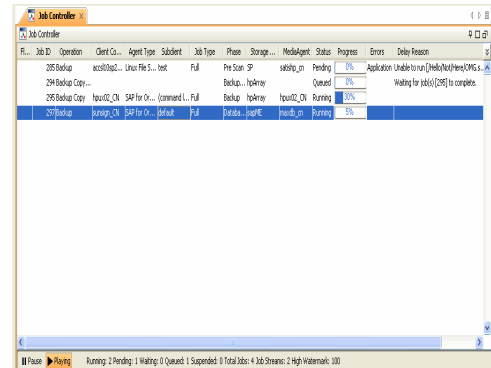 Job Controller
Job Controller
Fl... Job ID Operation Client Co... Agent Type Subclient Job Type Phase Storage ... MediaAgent Status Progress Errors Delay Reason
285 Backup Linux File S... test Full Pre Scan SP satishp_cn Pending 0% Application Unable to run [/Hello/Not/Here/OMG.s...
294 Backup Copy... Backup... hpArray Queued 0% Waiting for job(s) [295] to complete.
295 Backup Copy hpux02_CN SAP for Or... (command l... Full Backup hpArray hpux02_CN Running 30%
297 Backup sunsign_CN SAP for Or... default Full Databa... sapME maxdb_cn Running 5%
Pause Playing Running: 2 Pending: 1 Waiting: 0 Queued: 1 Suspended: 0 Total Jobs: 4 Job Streams: 2 High Watermark: 100